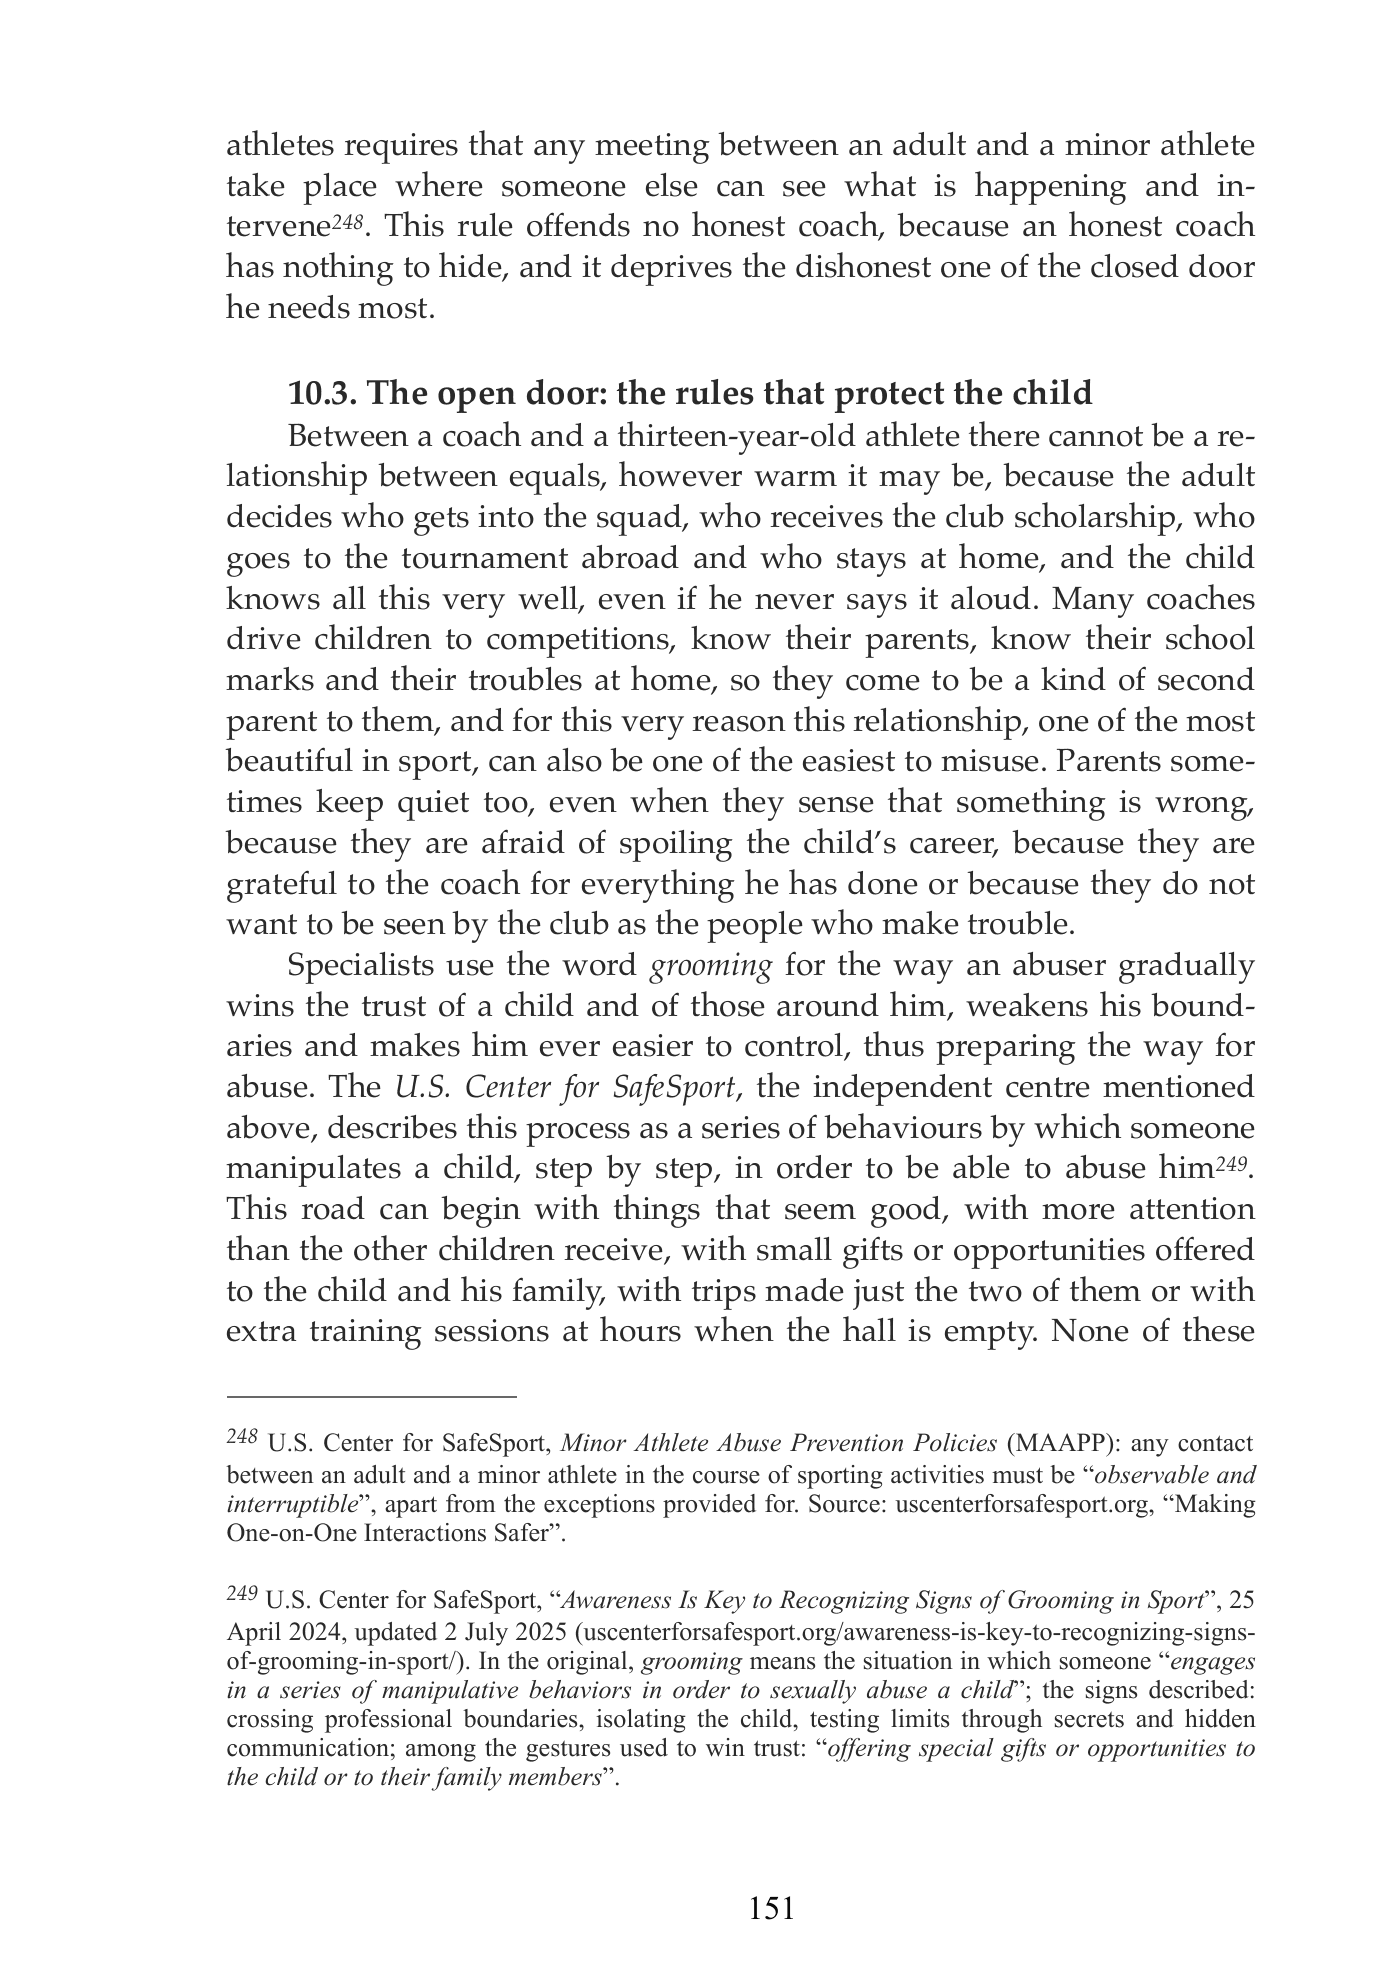 athletes requires that any meeting between an adult and a minor athlete
take place where someone else can see what is happening and in-
tervene248. This rule offends no honest coach, because an honest coach
has nothing to hide, and it deprives the dishonest one of the closed door
he needs most.
10.3. The open door: the rules that protect the child
Between a coach and a thirteen-year-old athlete there cannot be a re-
lationship between equals, however warm it may be, because the adult
decides who gets into the squad, who receives the club scholarship, who
goes to the tournament abroad and who stays at home, and the child
knows all this very well, even if he never says it aloud. Many coaches
drive children to competitions, know their parents, know their school
marks and their troubles at home, so they come to be a kind of second
parent to them, and for this very reason this relationship, one of the most
beautiful in sport, can also be one of the easiest to misuse. Parents some-
times keep quiet too, even when they sense that something is wrong,
because they are afraid of spoiling the child’s career, because they are
grateful to the coach for everything he has done or because they do not
want to be seen by the club as the people who make trouble.
Specialists use the word grooming for the way an abuser gradually
wins the trust of a child and of those around him, weakens his bound-
aries and makes him ever easier to control, thus preparing the way for
abuse. The U.S. Center for SafeSport, the independent centre mentioned
above, describes this process as a series of behaviours by which someone
manipulates a child, step by step, in order to be able to abuse him249.
This road can begin with things that seem good, with more attention
than the other children receive, with small gifts or opportunities offered
to the child and his family, with trips made just the two of them or with
extra training sessions at hours when the hall is empty. None of these
248 U.S. Center for SafeSport, Minor Athlete Abuse Prevention Policies (MAAPP): any contact
between an adult and a minor athlete in the course of sporting activities must be “observable and
interruptible”, apart from the exceptions provided for. Source: uscenterforsafesport.org, “Making
One-on-One Interactions Safer”.
249 U.S. Center for SafeSport, “Awareness Is Key to Recognizing Signs of Grooming in Sport”, 25
April 2024, updated 2 July 2025 (uscenterforsafesport.org/awareness-is-key-to-recognizing-signs-
of-grooming-in-sport/). In the original, grooming means the situation in which someone “engages
in a series of manipulative behaviors in order to sexually abuse a child”; the signs described:
crossing professional boundaries, isolating the child, testing limits through secrets and hidden
communication; among the gestures used to win trust: “offering special gifts or opportunities to
the child or to their family members”.
151